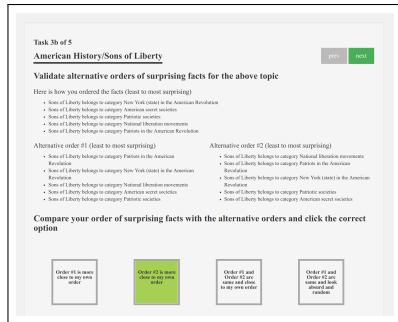 Task 3b of 5
American History/Sons of Liberty
prev
next
Validate alternative orders of surprising facts for the above topic
Here is how you ordered the facts (least to most surprising)
• Sons of Liberty belongs to category New York (state) in the American Revolution
• Sons of Liberty belongs to category American secret societies
• Sons of Liberty belongs to category Patriotic societies
• Sons of Liberty belongs to category National liberation movements
• Sons of Liberty belongs to category Patriots in the American Revolution
Alternative order #1 (least to most surprising)
• Sons of Liberty belongs to category Patriots in the American
Revolution
• Sons of Liberty belongs to category New York (state) in the American
Revolution
• Sons of Liberty belongs to category National liberation movements
• Sons of Liberty belongs to category American secret societies
• Sons of Liberty belongs to category Patriotic societies
Alternative order #2 (least to most surprising)
• Sons of Liberty belongs to category National liberation movements
• Sons of Liberty belongs to category Patriots in the American
Revolution
• Sons of Liberty belongs to category New York (state) in the American
Revolution
• Sons of Liberty belongs to category Patriotic societies
• Sons of Liberty belongs to category American secret societies
Compare your order of surprising facts with the alternative orders and click the correct
option
Order #1 is more
close to my own
order
Order #2 is more
close to my own
order
Order #1 and
Order #2 are
same and close
to my own order
Order #1 and
Order #2 are
same and look
absurd and
random